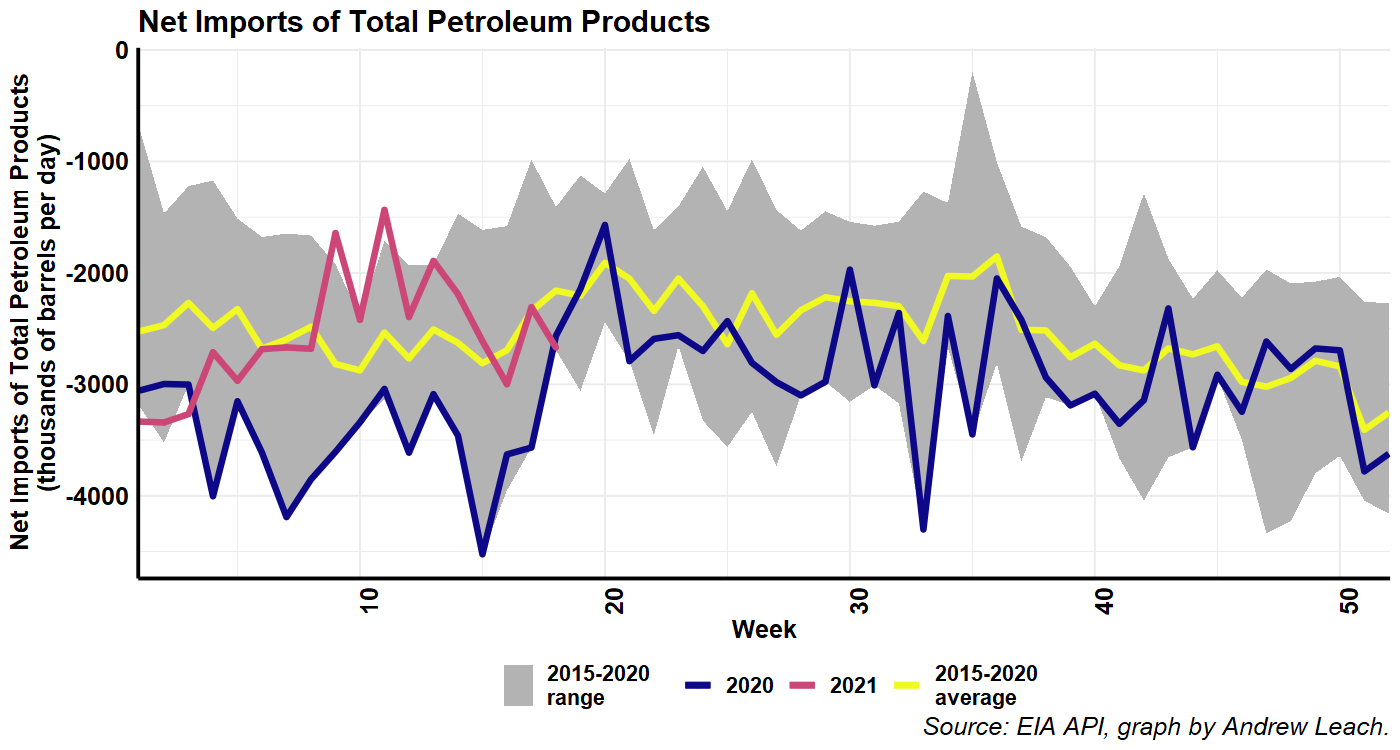 Net Imports of Total Petroleum Products
Net Imports of Total Petroleum Products
(thousands of barrels per day)
0
-1000
-2000
-3000
-4000
10
20
30
40
50
Week
2015-2020
range
2020
2021
2015-2020
average
Source: EIA API, graph by Andrew Leach.